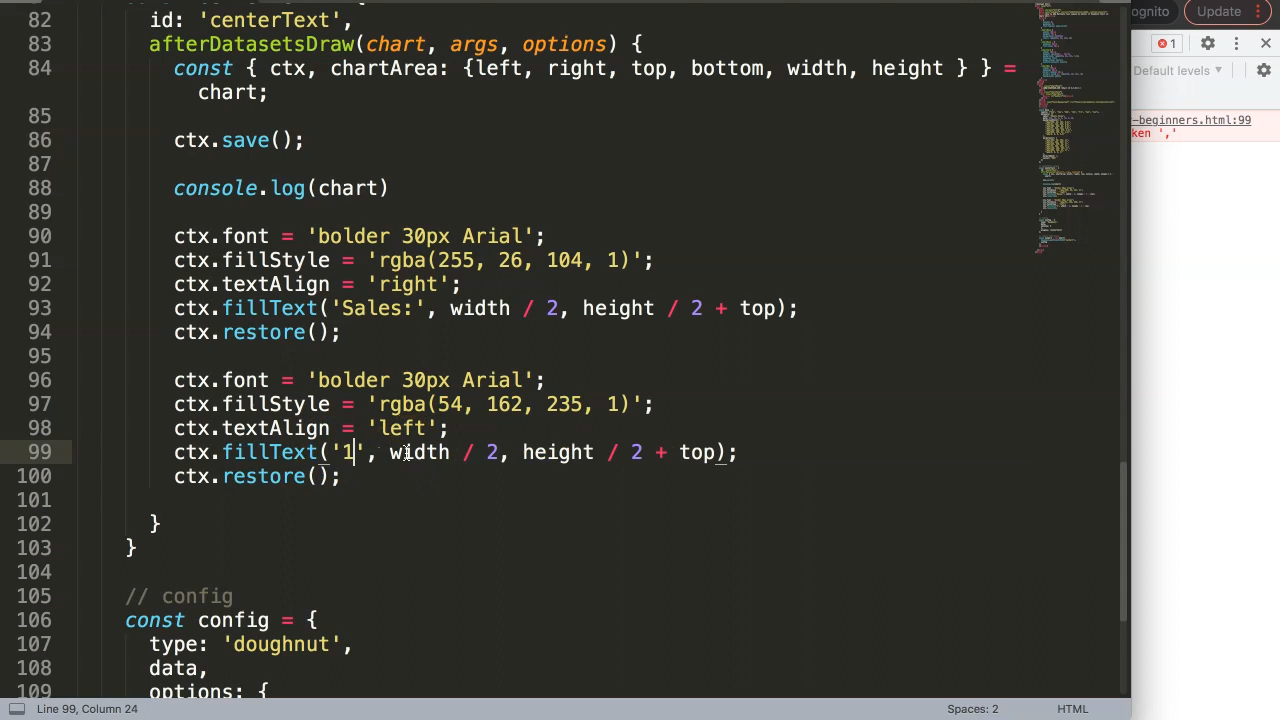 82 id: 'centerText',
83 afterDatasetsDraw(chart, args, options) {
84 const { ctx, chartArea: {left, right, top, bottom, width, height } } =
chart;
85
86 ctx.save();
87
88 console.log(chart)
89
90 ctx.font = 'bolder 30px Arial';
91 ctx.fillStyle = 'rgba(255, 26, 104, 1)';
92 ctx.textAlign = 'right';
93 ctx.fillText('Sales:', width / 2, height / 2 + top);
94 ctx.restore();
95
96 ctx.font = 'bolder 30px Arial';
97 ctx.fillStyle = 'rgba(54, 162, 235, 1)';
98 ctx.textAlign = 'left';
99 ctx.fillText('1', width / 2, height / 2 + top);
100 ctx.restore();
101
102 }
103 }
104
105 // config
106 const config = {
107 type: 'doughnut',
108 data,
109 options: {
Line 99, Column 24
Spaces: 2
HTML
ognito
Update
1
Default levels
-beginners.html:99
ken ','